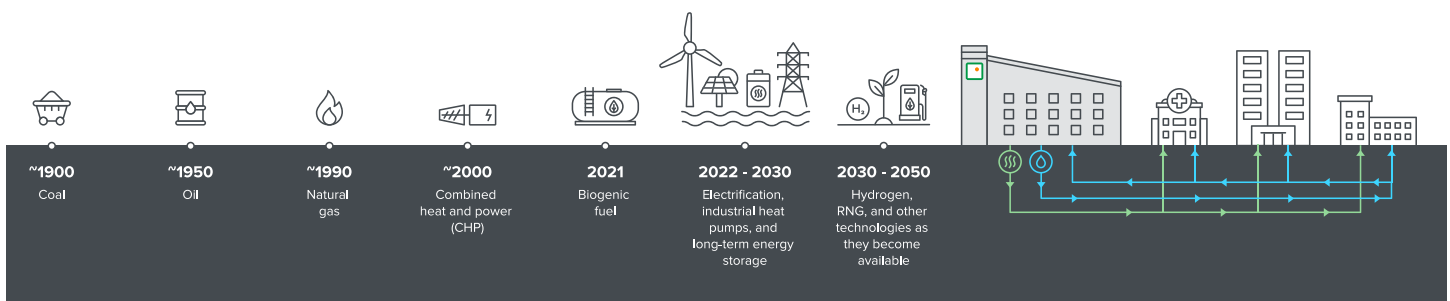 H₂
~1900
Coal
~1950
Oil
~1990
Natural
gas
~2000
Combined
heat and power
(CHP)
2021
Biogenic
fuel
2022 - 2030
Electrification,
industrial heat
pumps, and
long-term energy
storage
2030 - 2050
Hydrogen,
RNG, and other
technologies as
they become
available